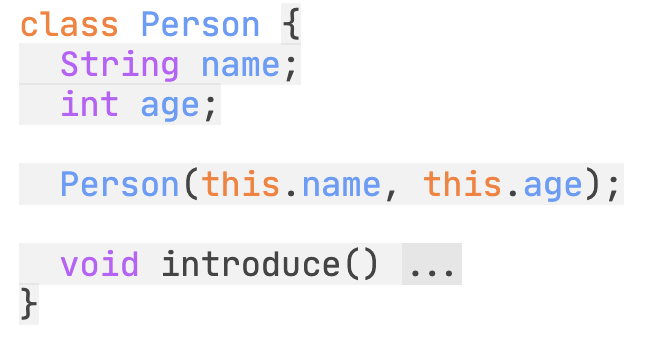 class Person {
  String name;
  int age;

  Person(this.name, this.age);

  void introduce() ...
}